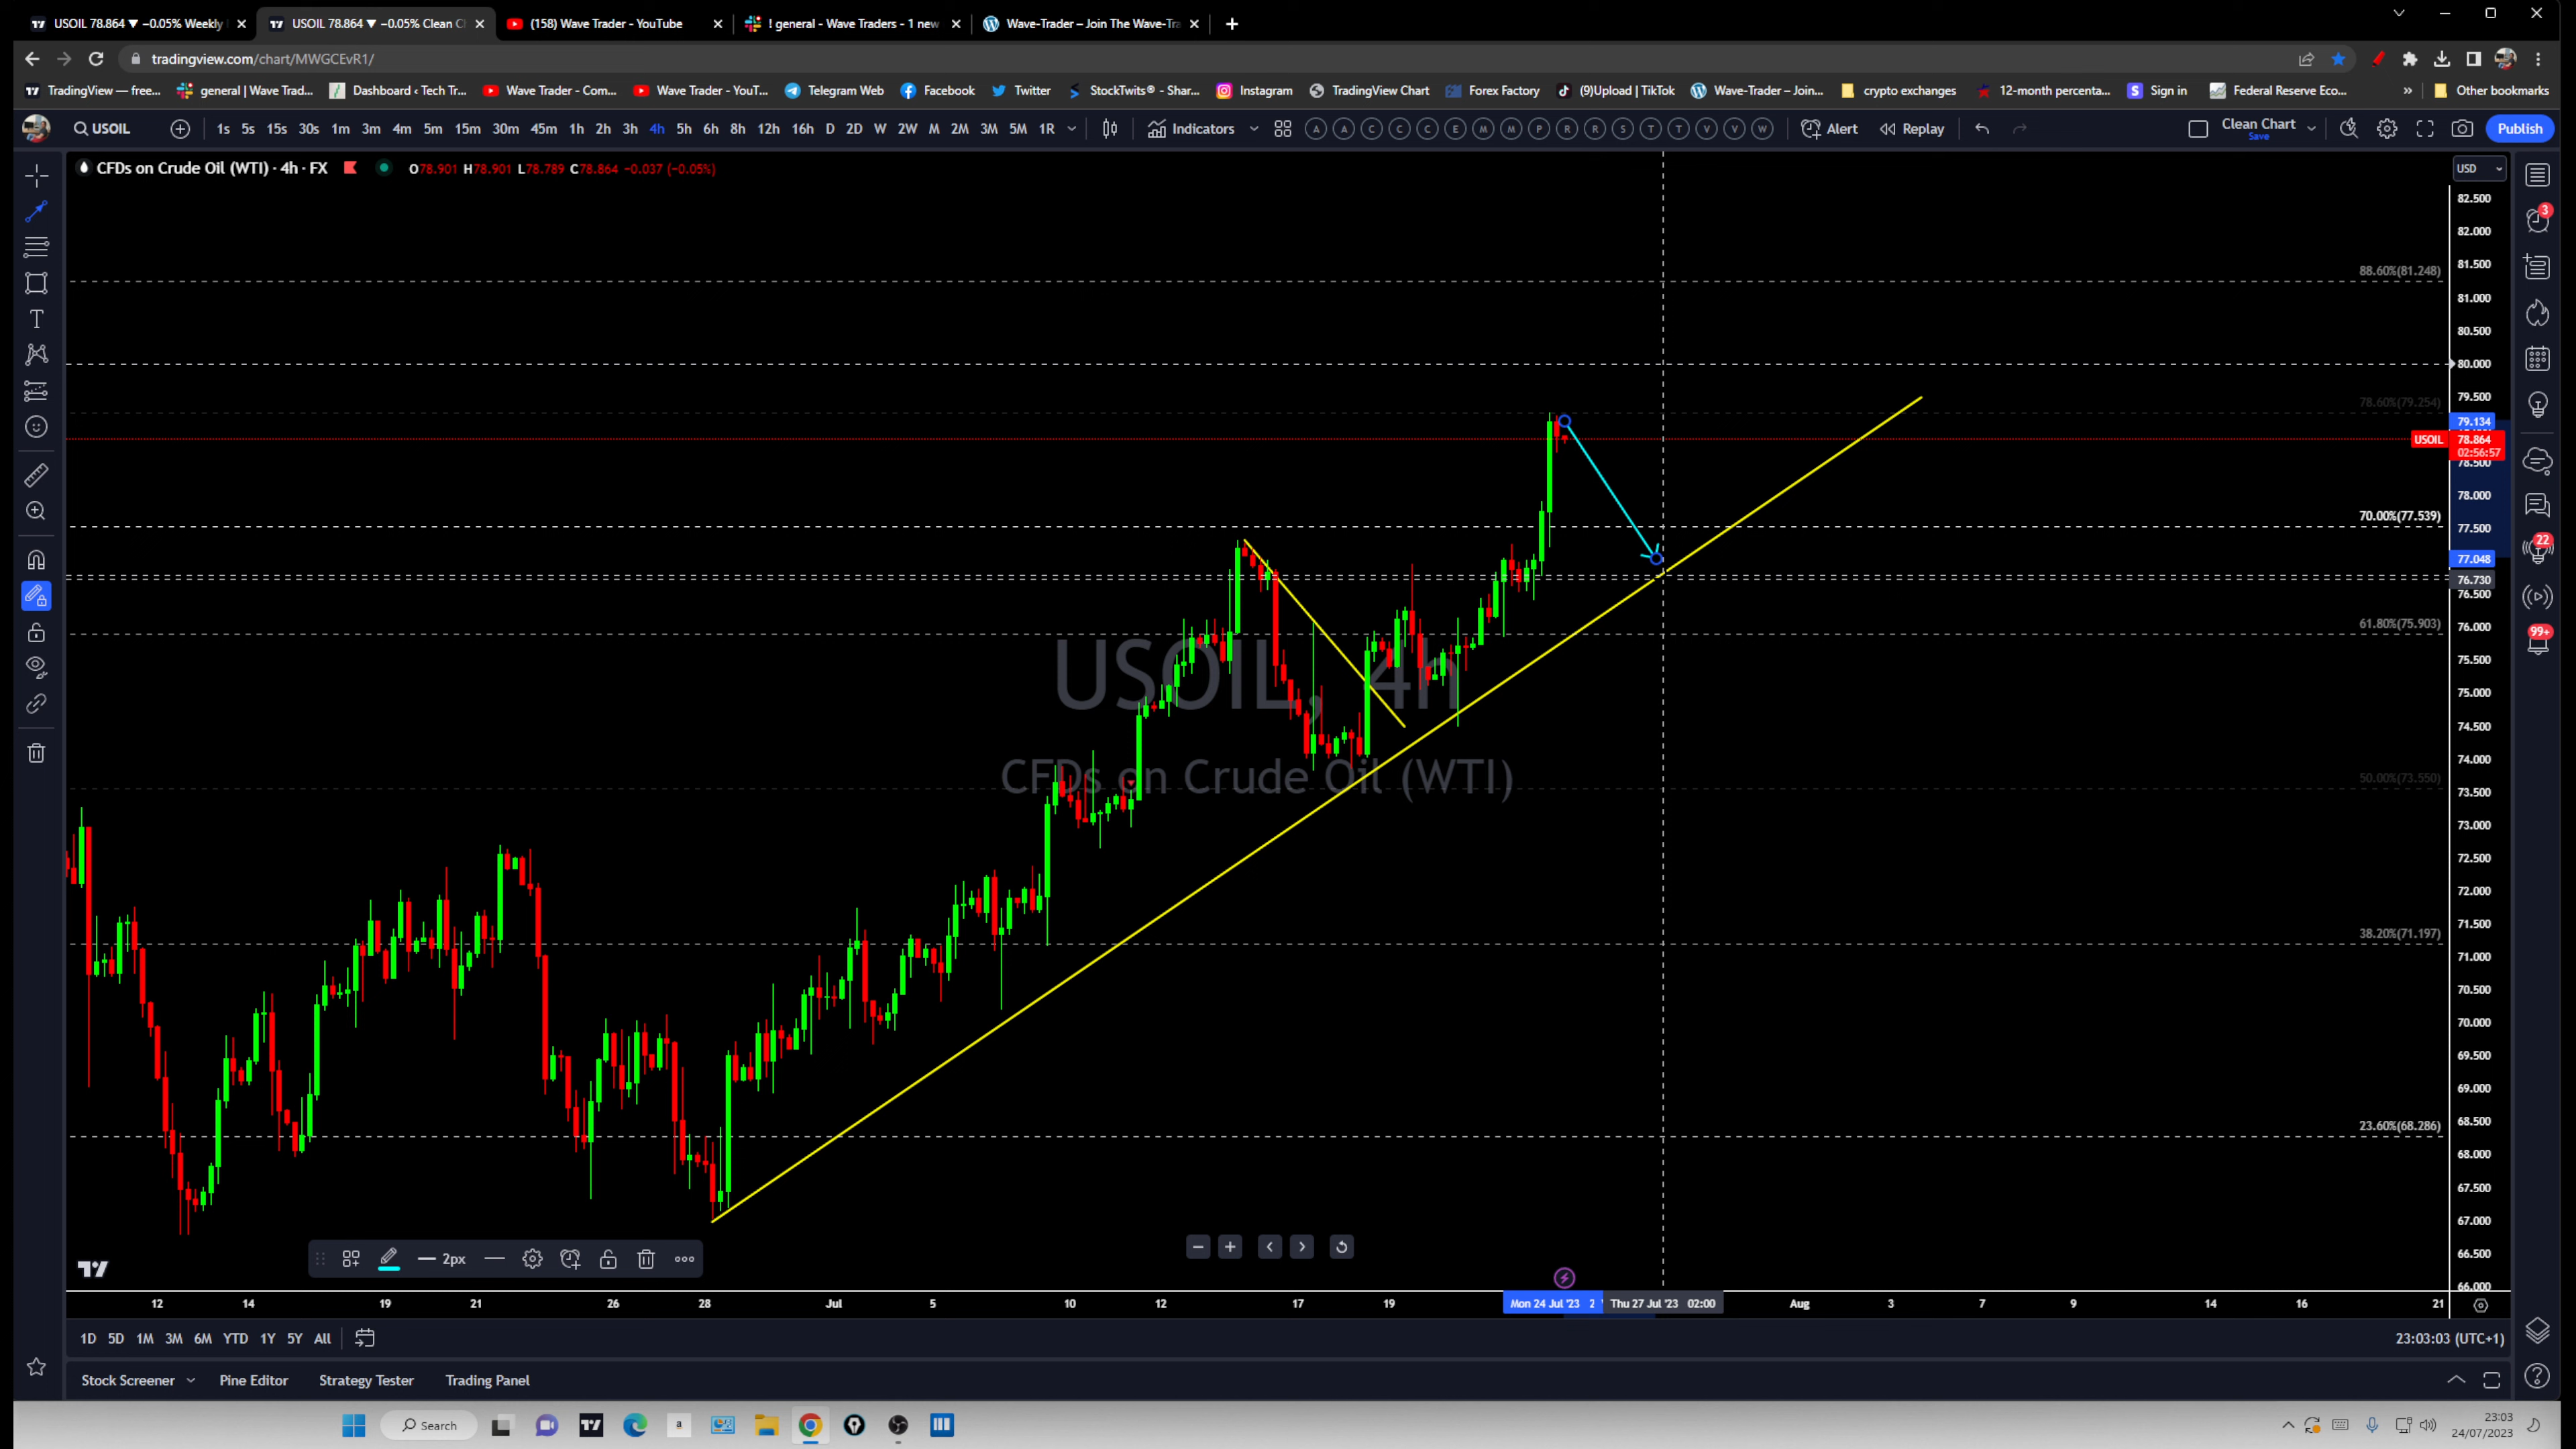 USOIL 78.864 ▼ −0.05% Weekly
USOIL 78.864 ▼ −0.05% Clean C
(158) Wave Trader - YouTube
! general - Wave Traders - 1 new
Wave-Trader – Join The Wave-Tra
tradingview.com/chart/MWGCEvR1/
TradingView — free...
general | Wave Trad...
Dashboard ‹ Tech Tr...
Wave Trader - Com...
Wave Trader - YouT...
Telegram Web
Facebook
Twitter
StockTwits® - Shar...
Instagram
TradingView Chart
Forex Factory
(9)Upload | TikTok
Wave-Trader – Join...
crypto exchanges
12-month percenta...
S Sign in
Federal Reserve Eco...
»
Other bookmarks
USOIL
1s 5s 15s 30s 1m 3m 4m 5m 15m 30m 45m 1h 2h 3h 4h 5h 6h 8h 12h 16h D 2D W 2W M 2M 3M 5M 1R
Indicators
A A C C C E M M P R R S T T V V W
Alert
Replay
Clean Chart
Save
Publish
CFDs on Crude Oil (WTI) · 4h · FX
O78.901 H78.901 L78.789 C78.864 −0.037 (−0.05%)
USD
82.500
82.000
81.500
88.60%(81.248)
81.000
80.500
80.000
79.500
78.60%(79.254)
79.134
USOIL 78.864
02:56:57
78.500
78.000
70.00%(77.539)
77.500
77.048
76.730
76.500
61.80%(75.903)
76.000
75.500
75.000
74.500
74.000
50.00%(73.550)
73.500
73.000
72.500
72.000
71.500
38.20%(71.197)
71.000
70.500
70.000
69.500
69.000
68.500
23.60%(68.286)
68.000
67.500
67.000
66.500
66.000
USOIL, 4h
CFDs on Crude Oil (WTI)
3
22
99+
2px
12 14 19 21 26 28 Jul 5 10 12 17 19 Mon 24 Jul '23 2 Thu 27 Jul '23 02:00 Aug 3 7 9 14 16 21
1D 5D 1M 3M 6M YTD 1Y 5Y All
23:03:03 (UTC+1)
Stock Screener
Pine Editor
Strategy Tester
Trading Panel
Search
a
23:03
24/07/2023